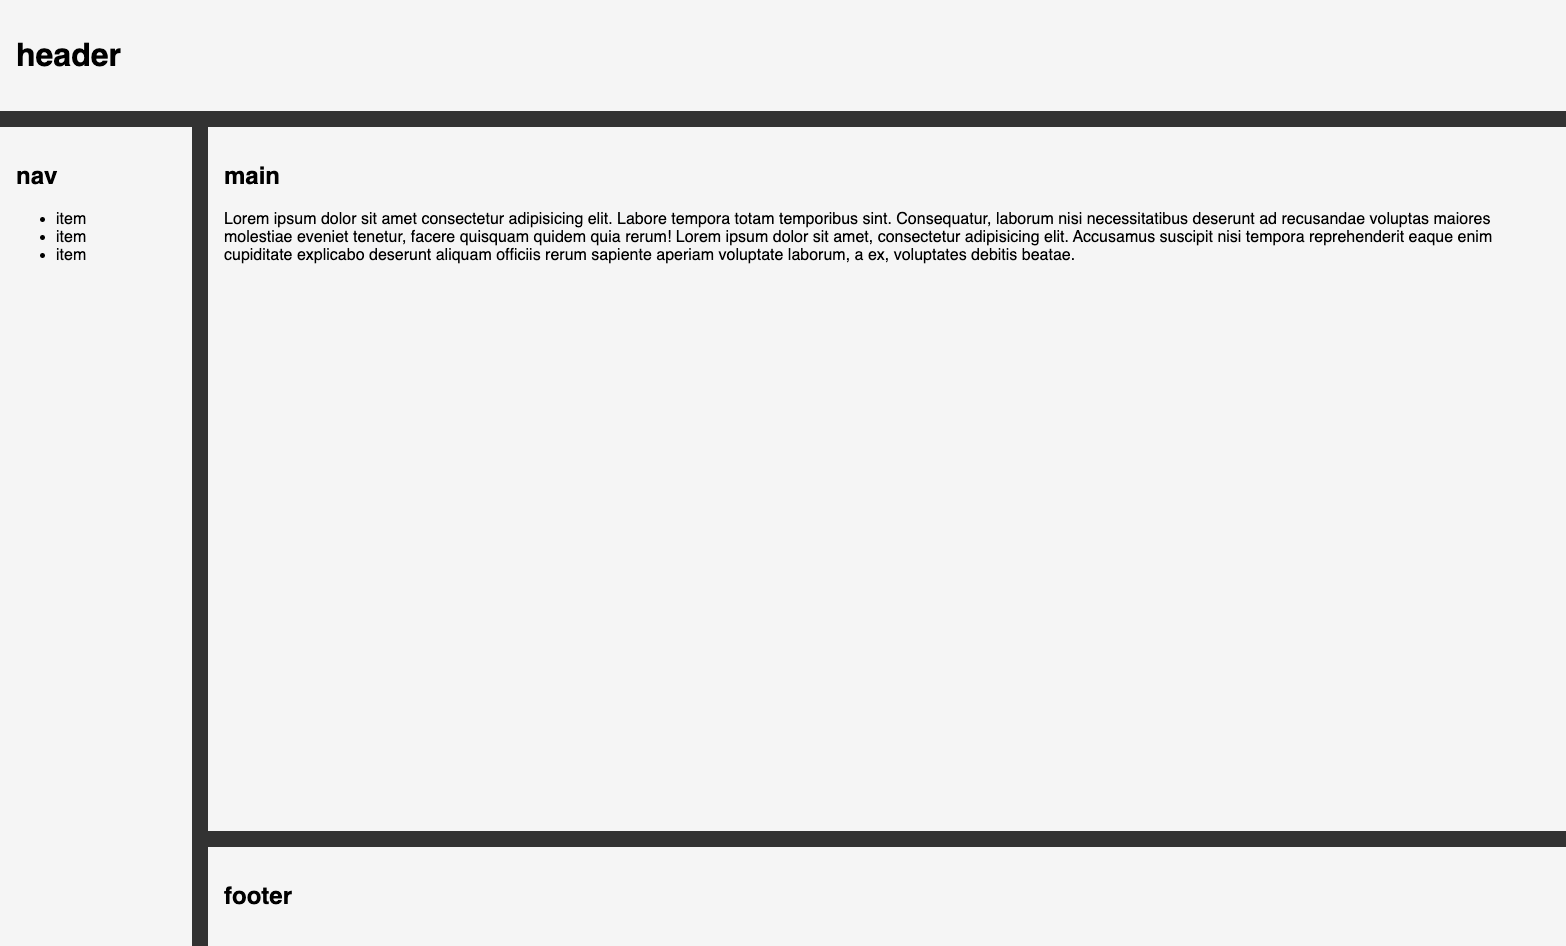 header
nav
item
item
item
main
Lorem ipsum dolor sit amet consectetur adipisicing elit. Labore tempora totam temporibus sint. Consequatur, laborum nisi necessitatibus deserunt ad recusandae voluptas maiores
molestiae eveniet tenetur, facere quisquam quidem quia rerum! Lorem ipsum dolor sit amet, consectetur adipisicing elit. Accusamus suscipit nisi tempora reprehenderit eaque enim
cupiditate explicabo deserunt aliquam officiis rerum sapiente aperiam voluptate laborum, a ex, voluptates debitis beatae.
footer